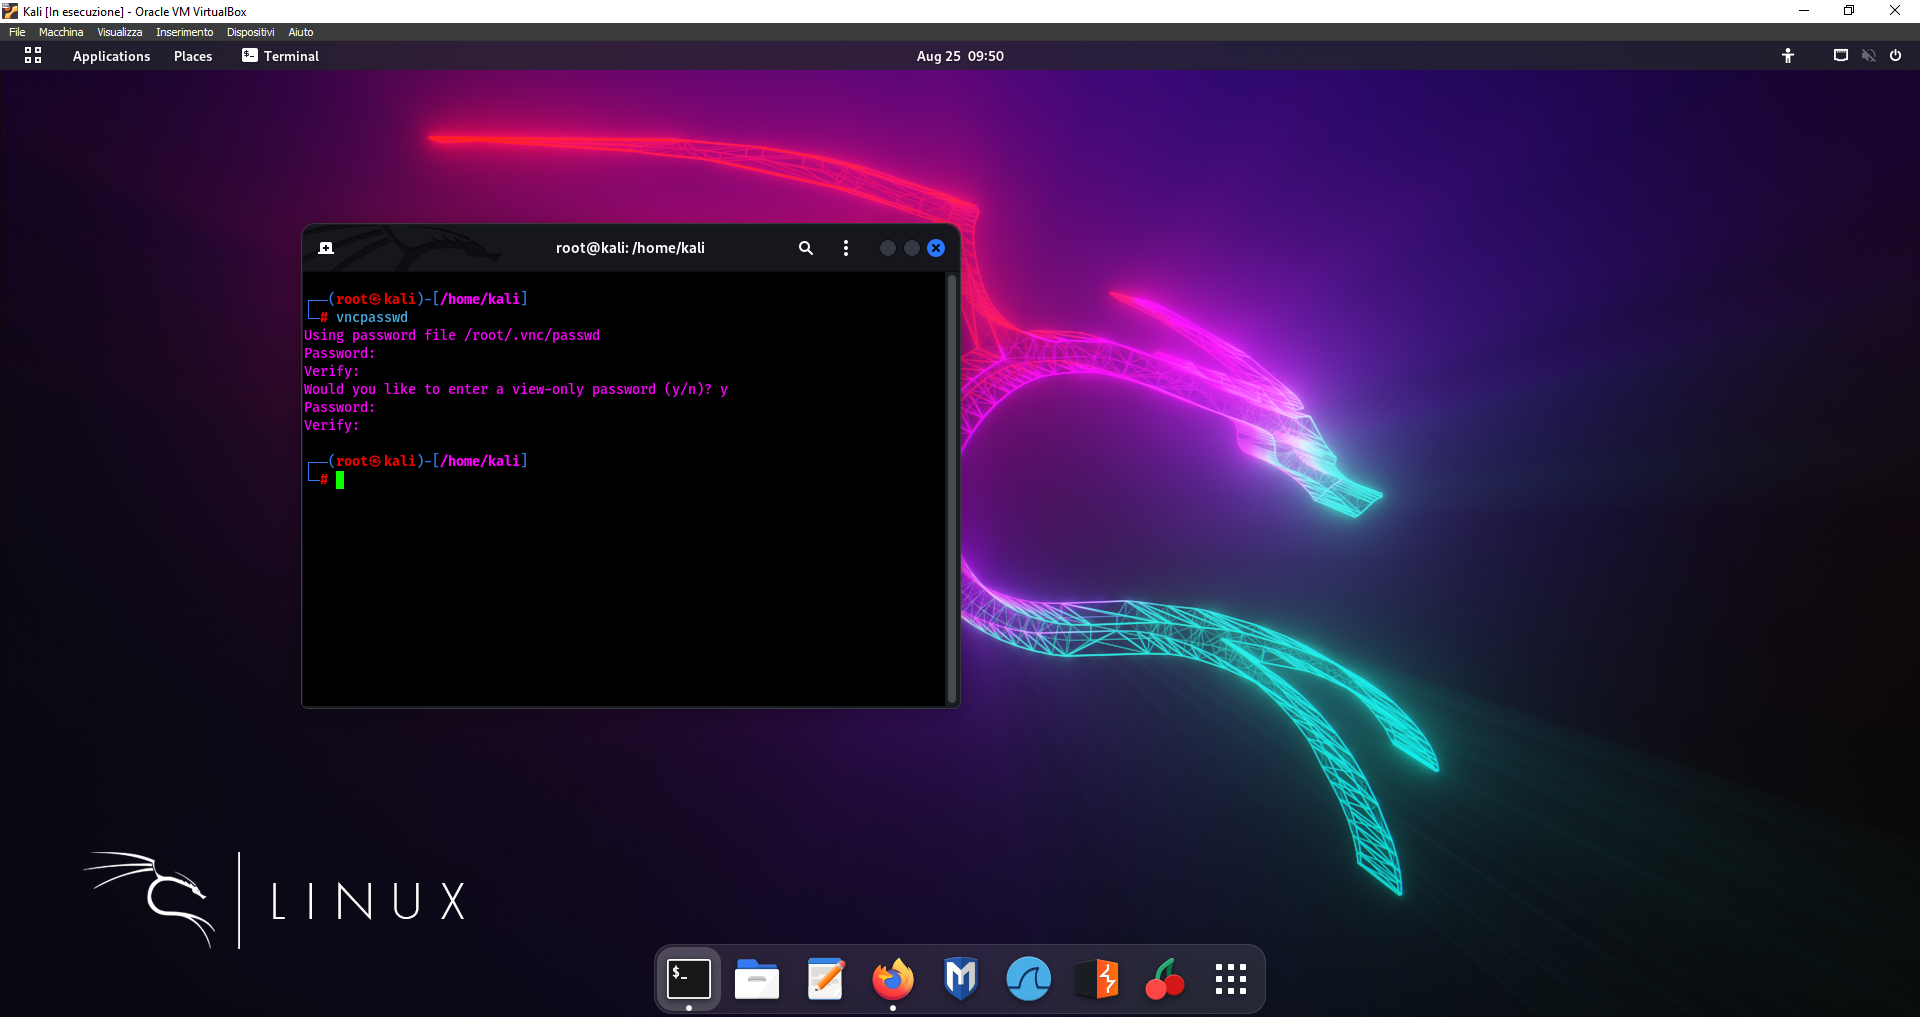 Kali [In esecuzione] - Oracle VM VirtualBox
File Macchina Visualizza Inserimento Dispositivi Aiuto
Applications Places Terminal Aug 25 09:50
root@kali: /home/kali
┌──(root㉿kali)-[/home/kali]
└─# vncpasswd
Using password file /root/.vnc/passwd
Password:
Verify:
Would you like to enter a view-only password (y/n)? y
Password:
Verify:
┌──(root㉿kali)-[/home/kali]
└─#
LINUX
$_